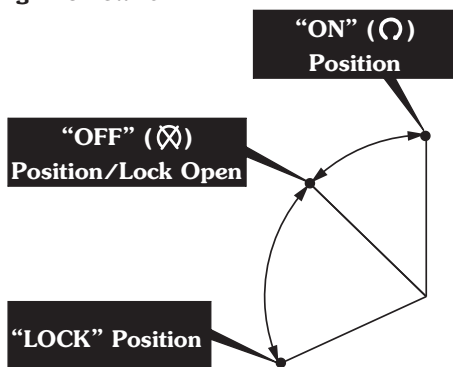 “ON” (Ω)
Position
“OFF” (⊗)
Position/Lock Open
“LOCK” Position